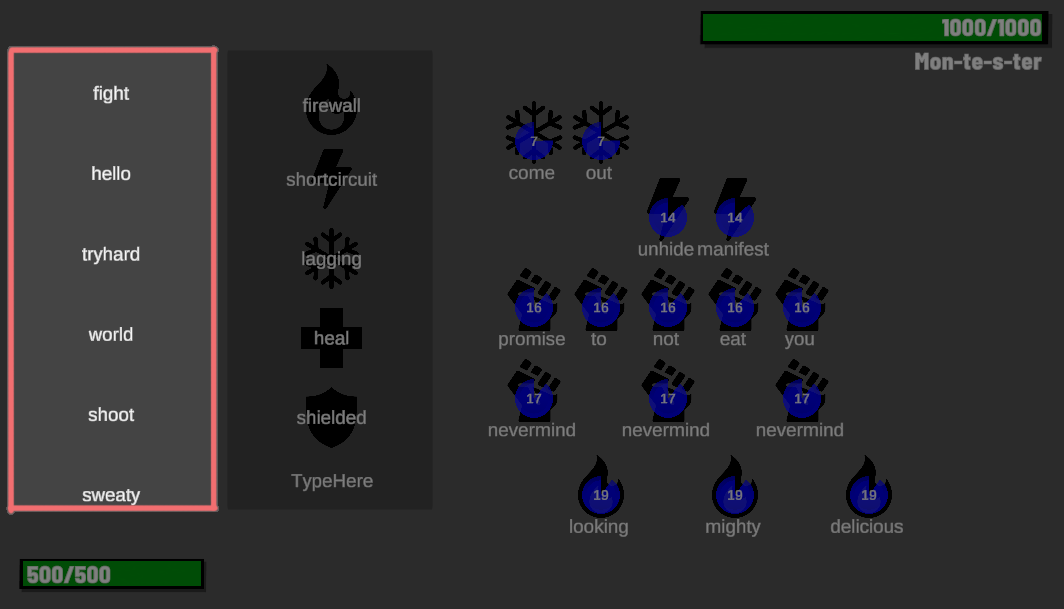 1000/1000
Mon-te-s-ter
fight
hello
tryhard
world
shoot
sweaty
firewall
shortcircuit
lagging
heal
shielded
TypeHere
7 7
come out
14 14
unhide manifest
16 16 16 16 16
promise to not eat you
17 17 17
nevermind nevermind nevermind
19 19 19
looking mighty delicious
500/500